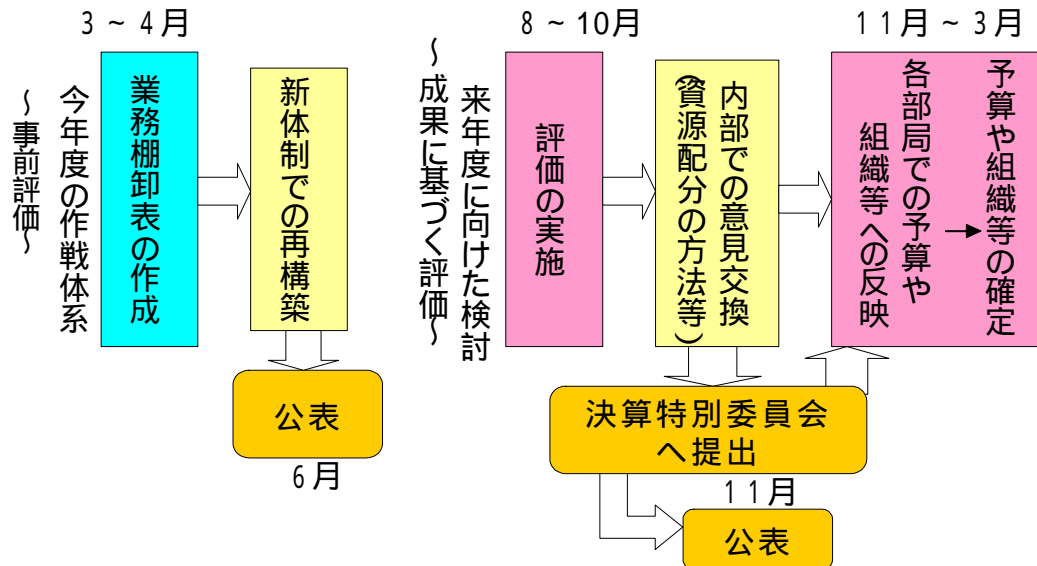 3～4月
～事前評価～
今年度の作戦体系
業務棚卸表の作成
新体制での再構築
公表
6月
8～10月
～成果に基づく評価～
来年度に向けた検討
評価の実施
内部での意見交換
（資源配分の方法等）
11月～3月
各部局での予算や
組織等への反映
予算や組織等の確定
決算特別委員会
へ提出
11月
公表